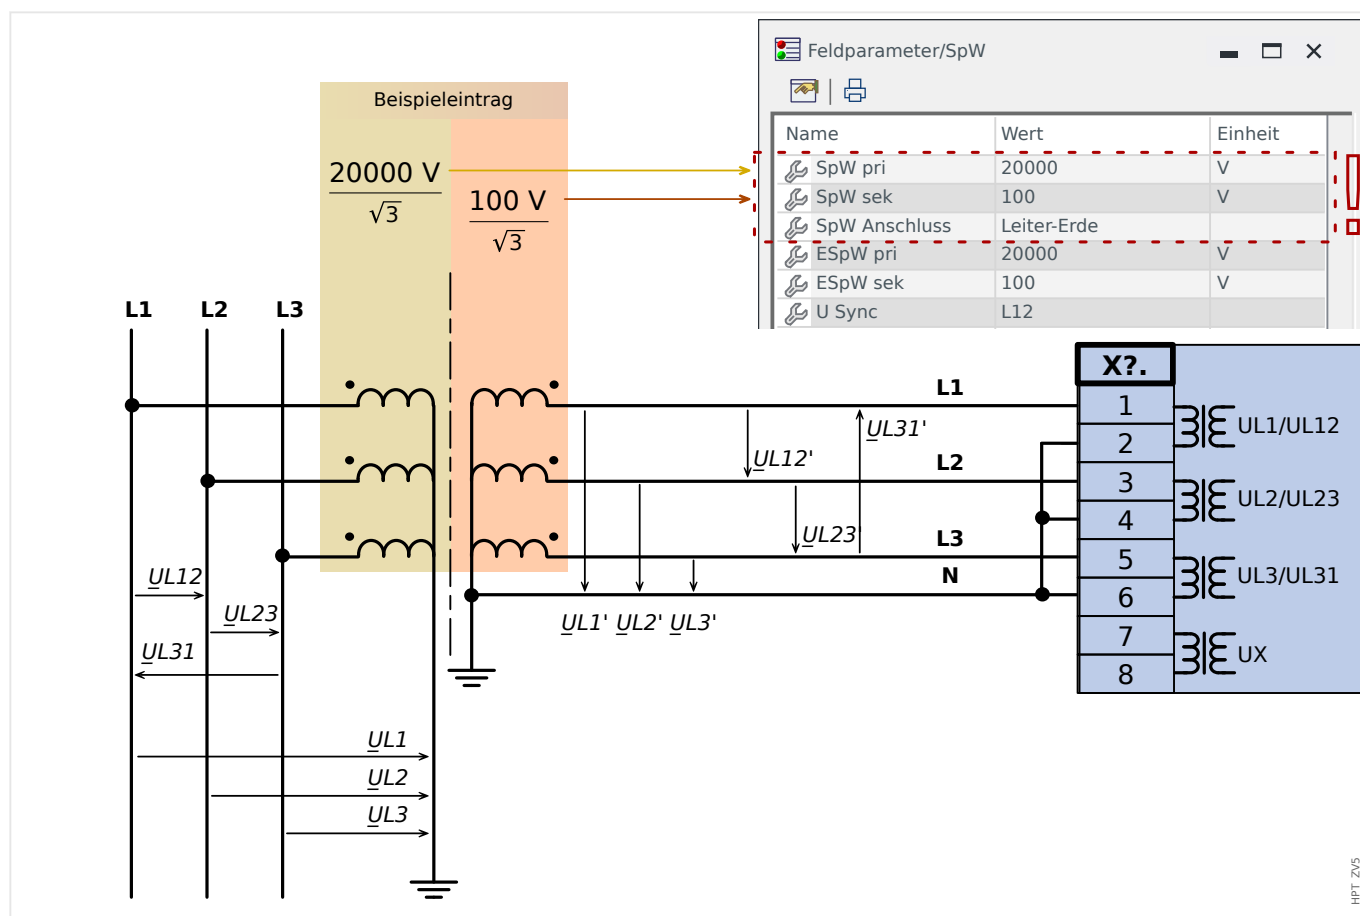 Feldparameter/SpW
Beispieleintrag
Name Wert Einheit
SpW pri 20000 V
SpW sek 100 V
SpW Anschluss Leiter-Erde
ESpW pri 20000 V
ESpW sek 100 V
U Sync L12
20000 V
√3
100 V
√3
L1 L2 L3
X?.
L1
1
UL31'
UL1/UL12
2
UL12'
L2
3
UL2/UL23
4
UL23'
L3
5
N
UL3/UL31
6
UL12
UL23
UL1' UL2' UL3'
7
UL31
UX
8
UL1
UL2
UL3
HPT_ZV5